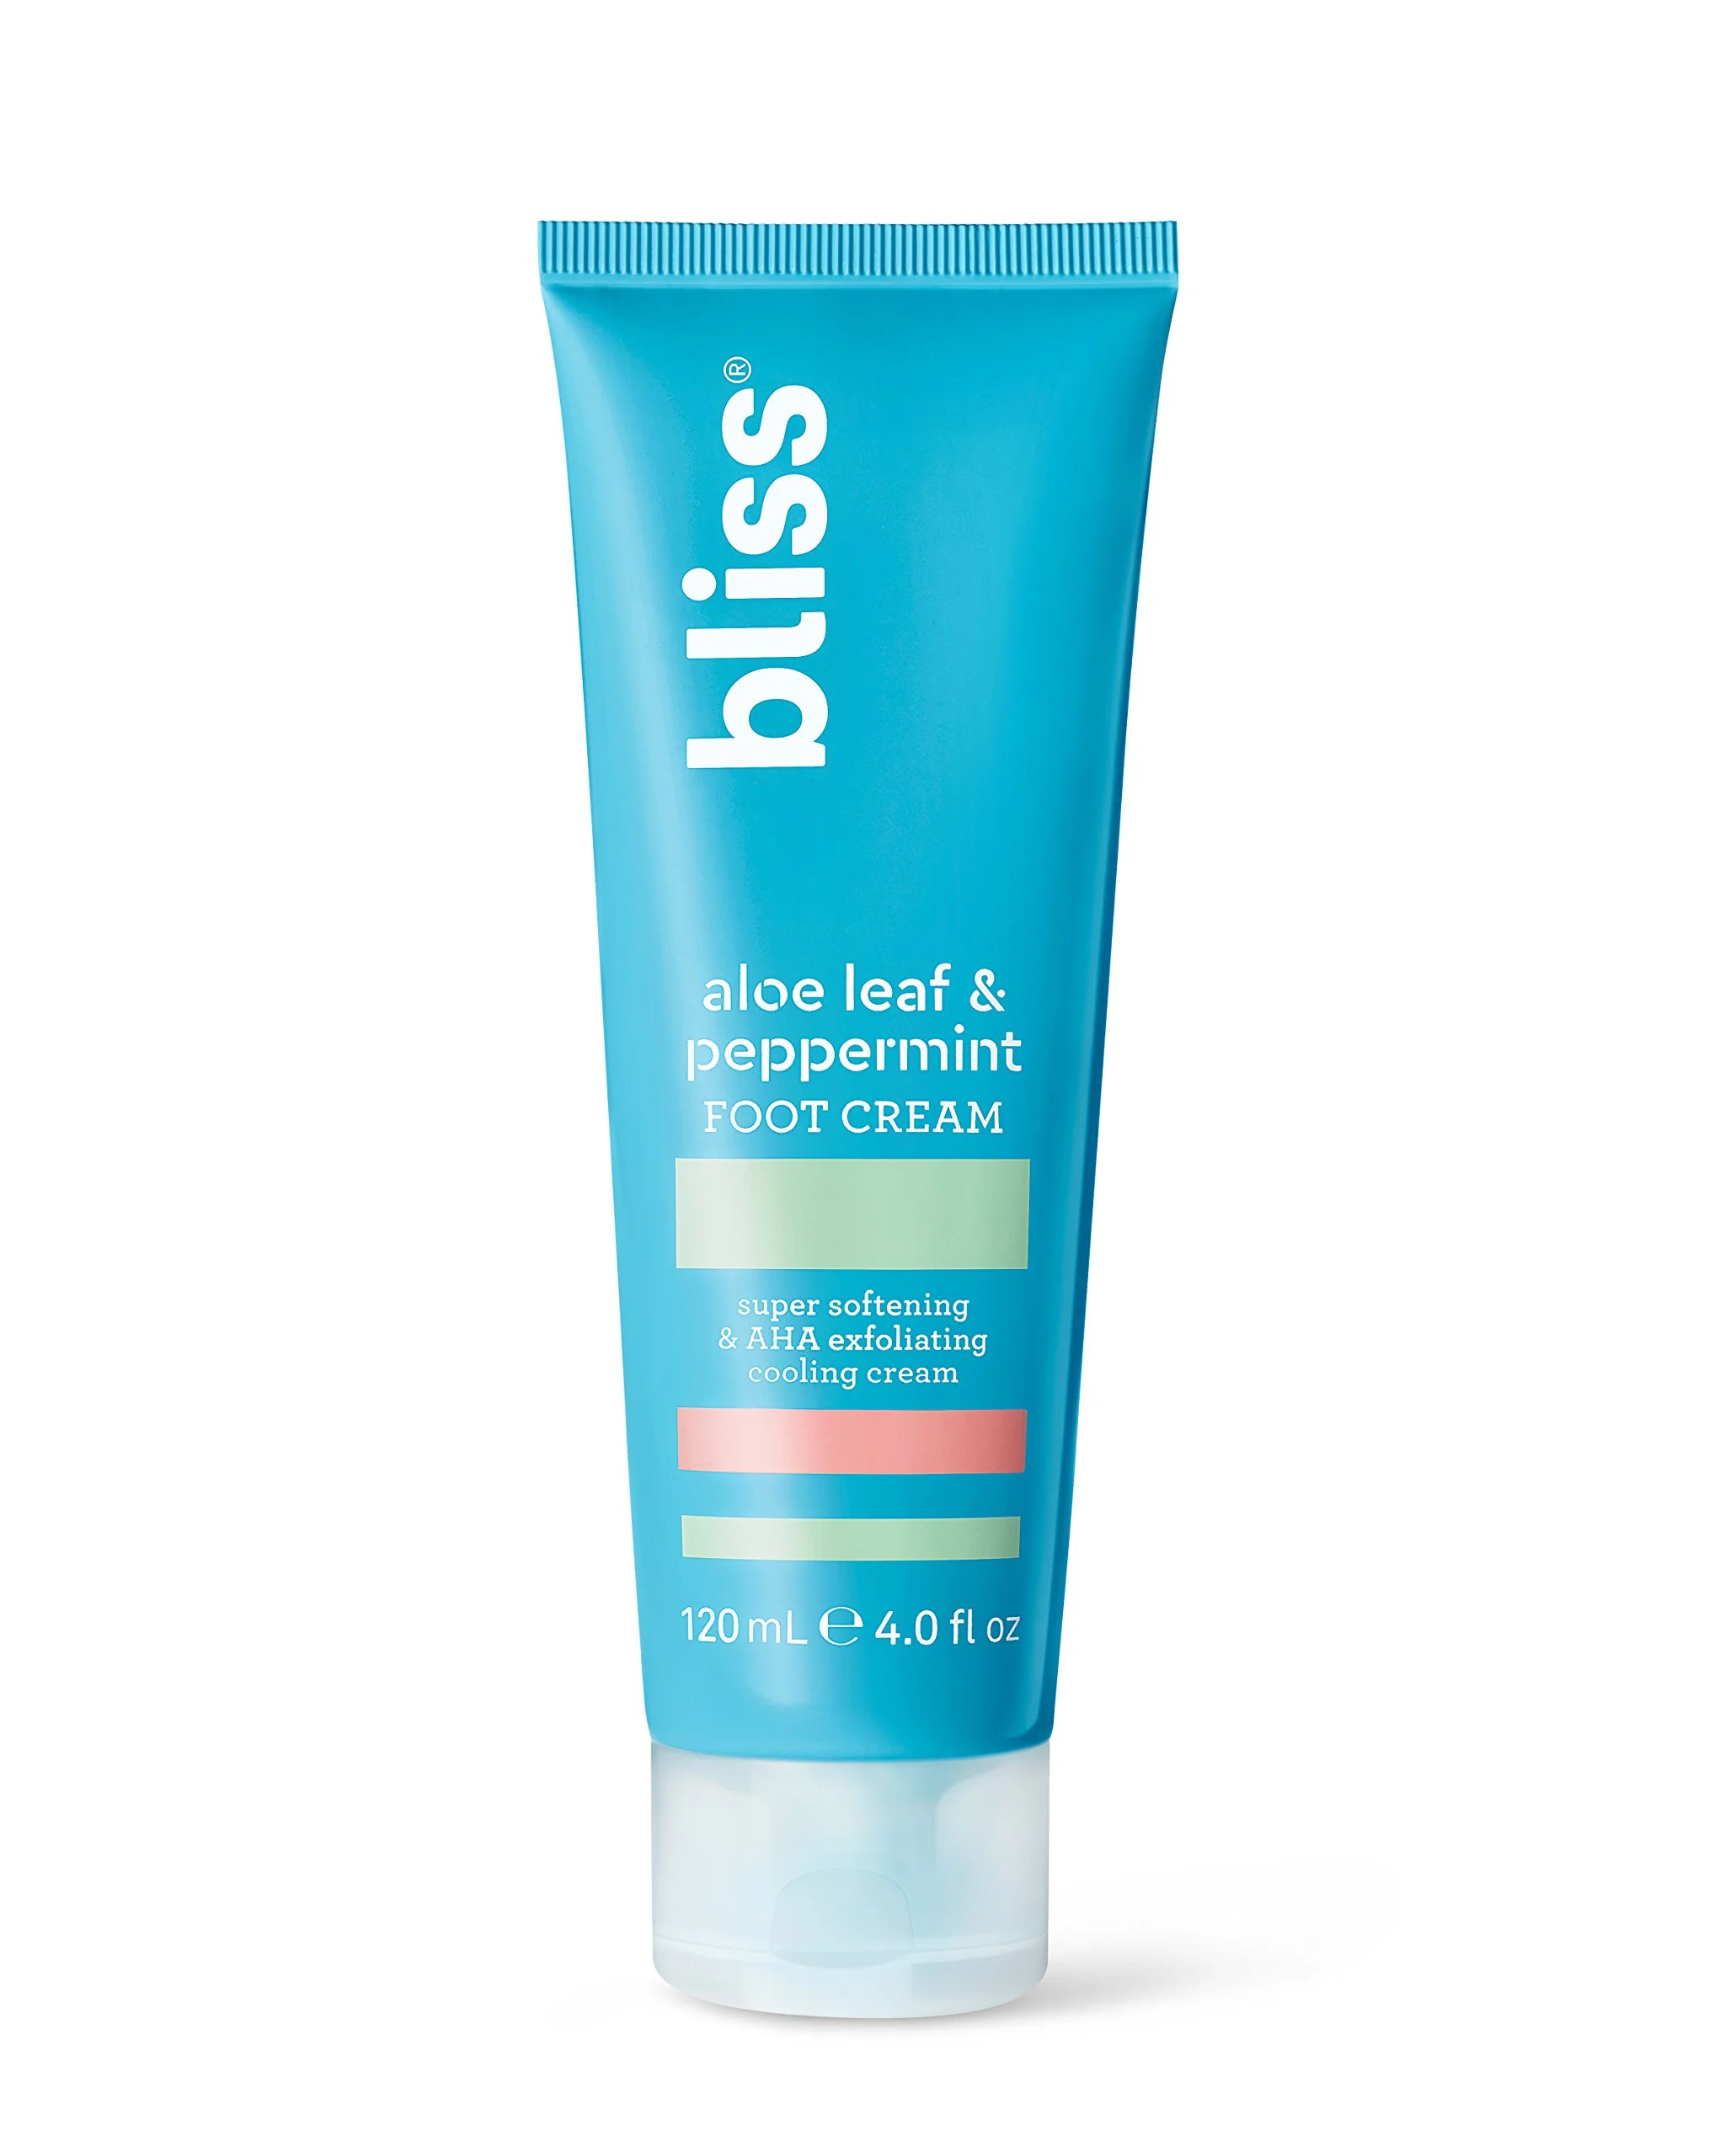 bliss®
aloe leaf &
peppermint
FOOT CREAM
super softening
& AHA exfoliating
cooling cream
120 mL ℮ 4.0 fl oz